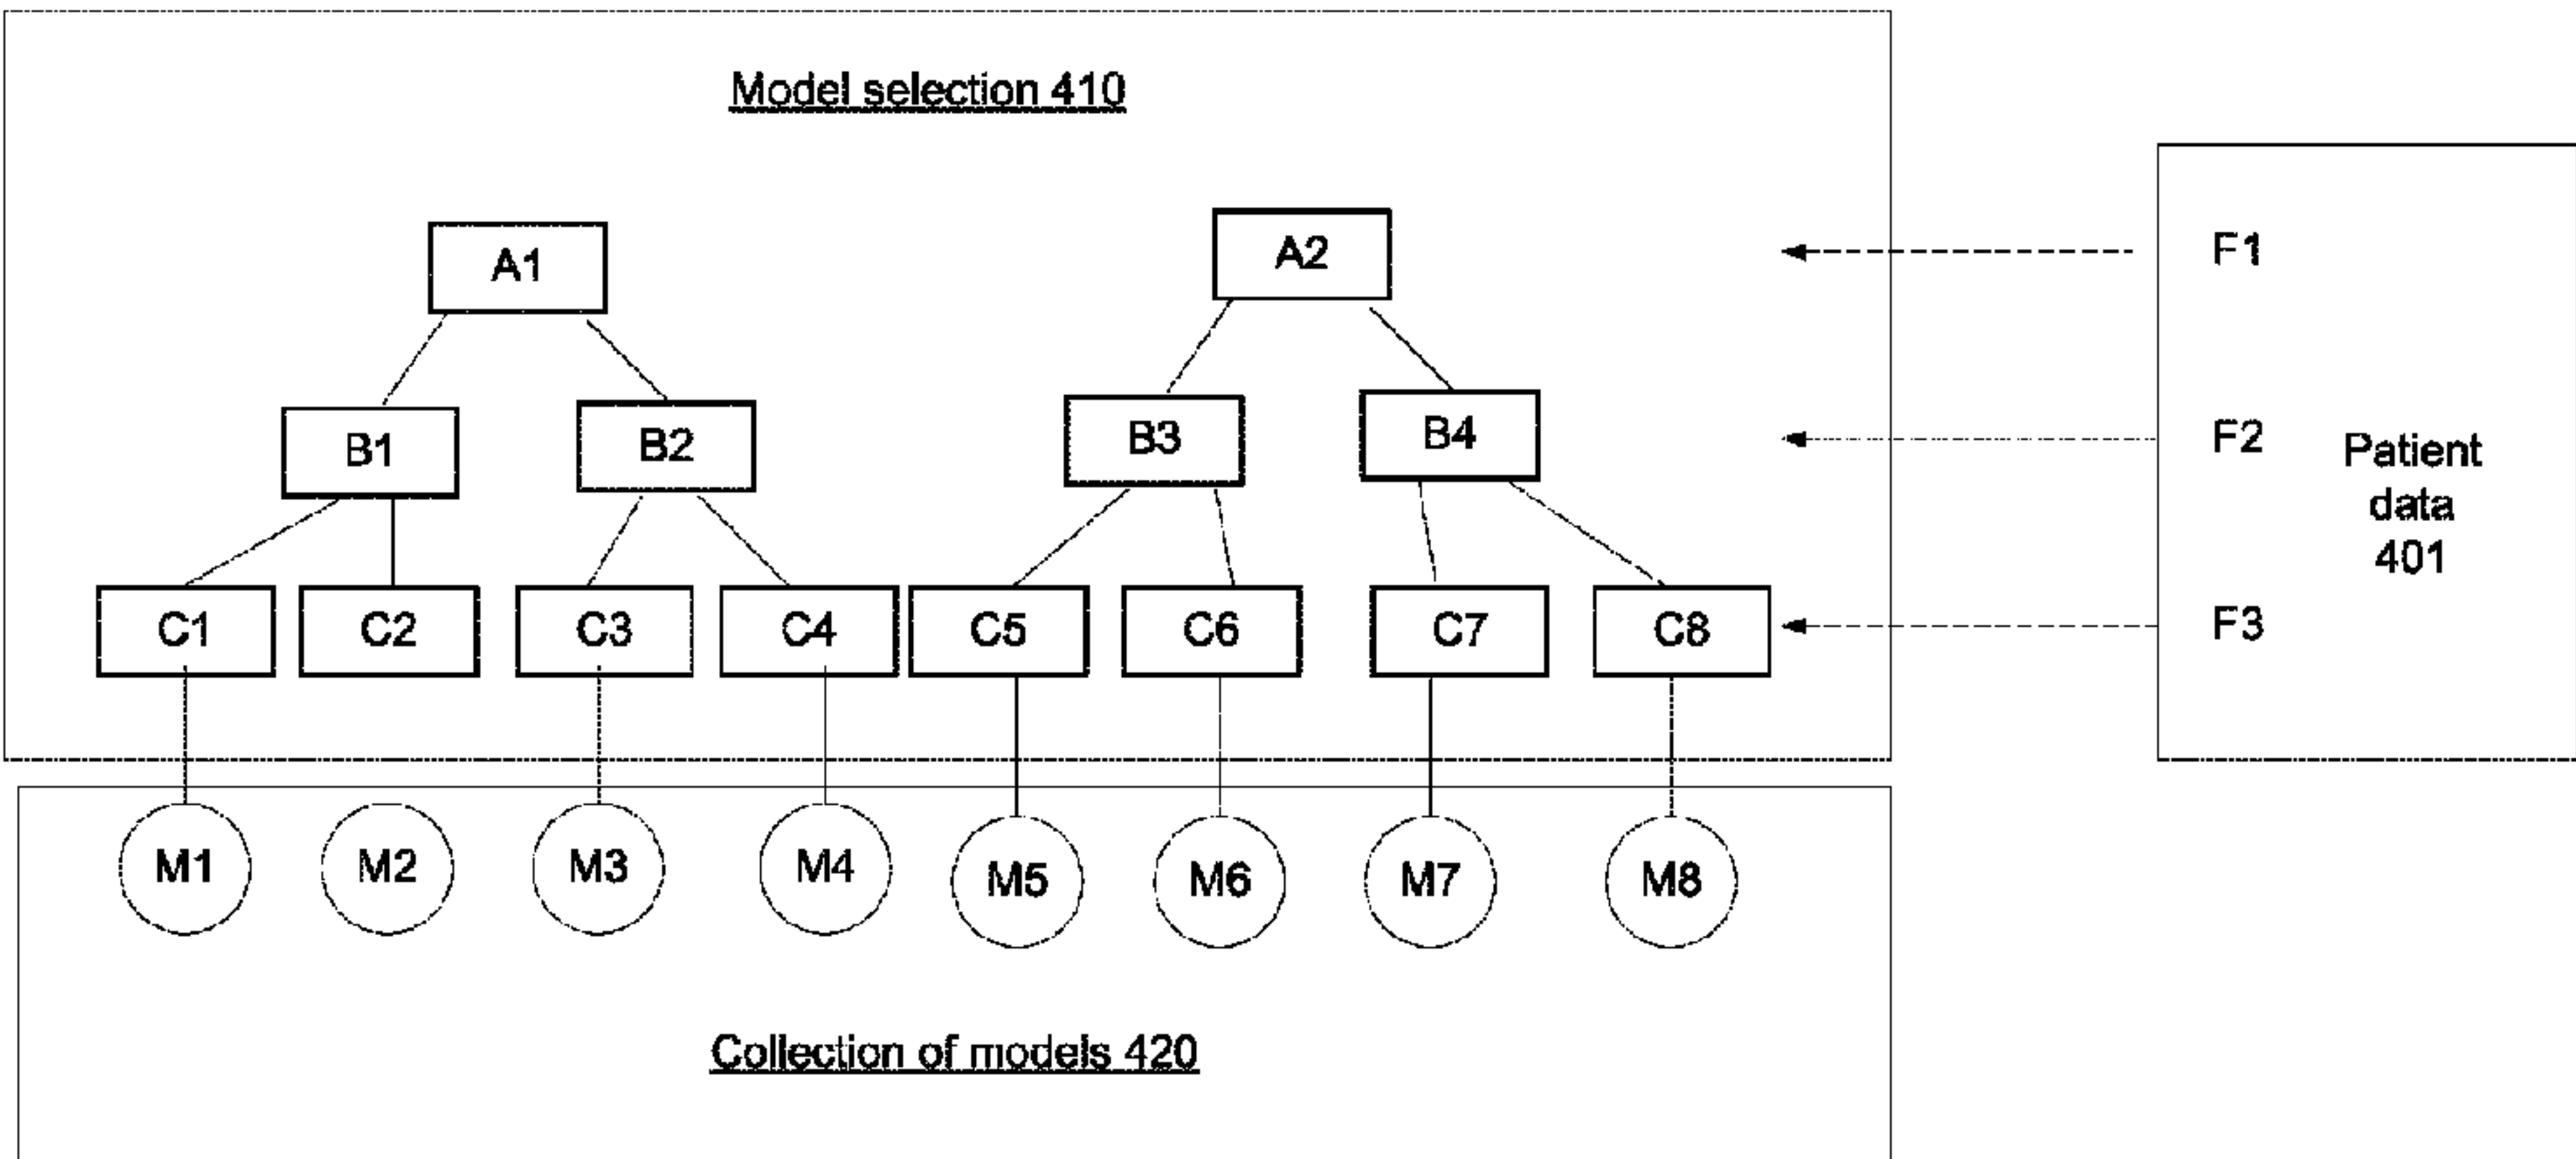 Model selection 410
A1
A2
F1
B1
B2
B3
B4
F2
Patient
data
401
C1
C2
C3
C4
C5
C6
C7
C8
F3
M1
M2
M3
M4
M5
M6
M7
M8
Collection of models 420